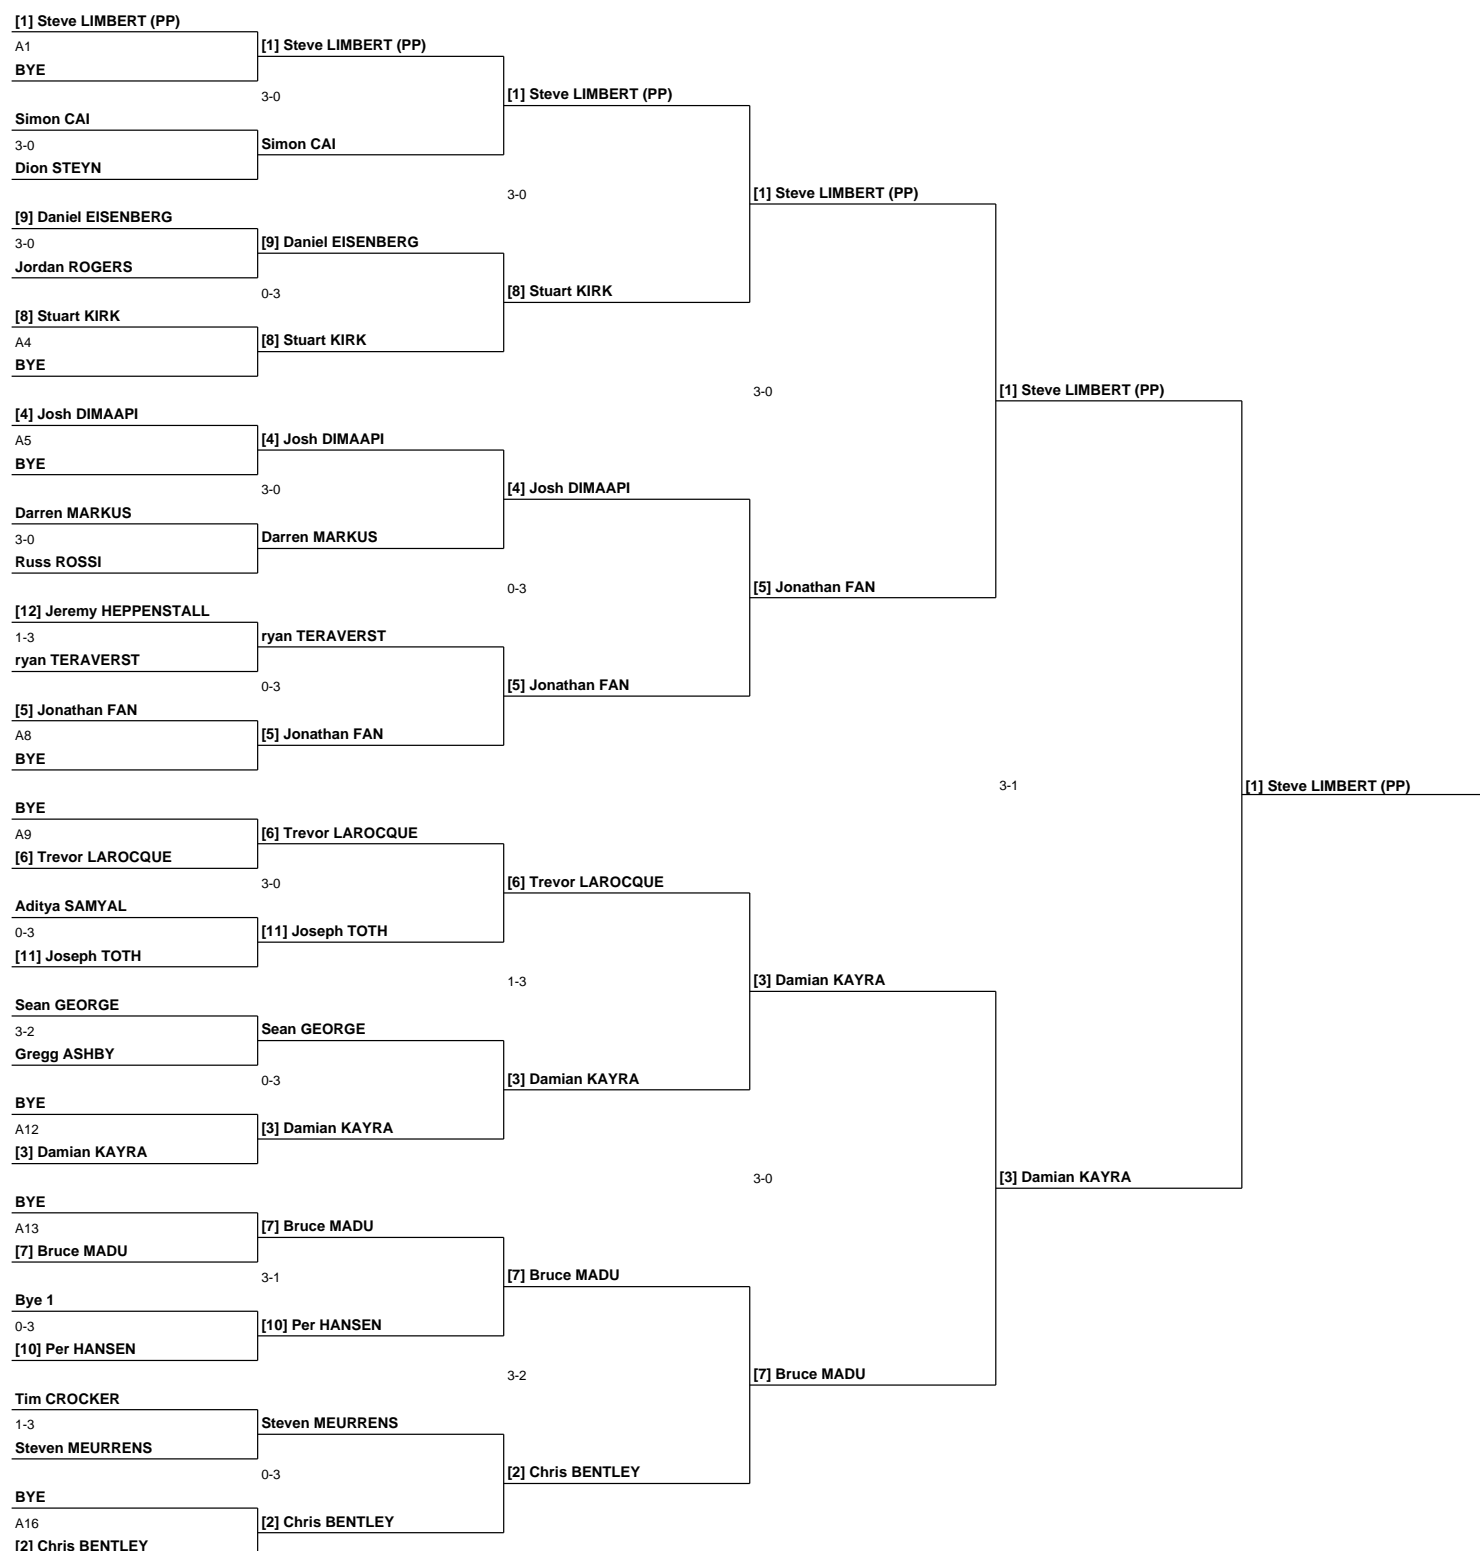 [1] Steve LIMBERT (PP)
A1
BYE
Simon CAI
3-0
Dion STEYN
[9] Daniel EISENBERG
3-0
Jordan ROGERS
[8] Stuart KIRK
A4
BYE
[4] Josh DIMAAPI
A5
BYE
Darren MARKUS
3-0
Russ ROSSI
[12] Jeremy HEPPENSTALL
1-3
ryan TERAVERST
[5] Jonathan FAN
A8
BYE
BYE
A9
[6] Trevor LAROCQUE
Aditya SAMYAL
0-3
[11] Joseph TOTH
Sean GEORGE
3-2
Gregg ASHBY
BYE
A12
[3] Damian KAYRA
BYE
A13
[7] Bruce MADU
Bye 1
0-3
[10] Per HANSEN
Tim CROCKER
1-3
Steven MEURRENS
BYE
A16
[2] Chris BENTLEY
[1] Steve LIMBERT (PP)
3-0
Simon CAI
[9] Daniel EISENBERG
0-3
[8] Stuart KIRK
[4] Josh DIMAAPI
3-0
Darren MARKUS
ryan TERAVERST
0-3
[5] Jonathan FAN
[6] Trevor LAROCQUE
3-0
[11] Joseph TOTH
Sean GEORGE
0-3
[3] Damian KAYRA
[7] Bruce MADU
3-1
[10] Per HANSEN
Steven MEURRENS
0-3
[2] Chris BENTLEY
[1] Steve LIMBERT (PP)
3-0
[8] Stuart KIRK
[4] Josh DIMAAPI
0-3
[5] Jonathan FAN
[6] Trevor LAROCQUE
1-3
[3] Damian KAYRA
[7] Bruce MADU
3-2
[2] Chris BENTLEY
[1] Steve LIMBERT (PP)
3-0
[5] Jonathan FAN
[3] Damian KAYRA
3-0
[7] Bruce MADU
[1] Steve LIMBERT (PP)
3-1
[3] Damian KAYRA
[1] Steve LIMBERT (PP)